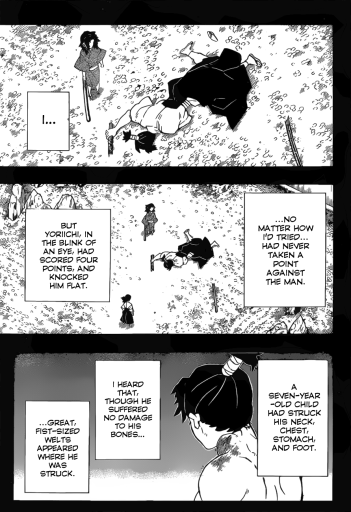 I...
...NO
MATTER HOW
I'D TRIED...
HAD NEVER
TAKEN A
POINT
AGAINST
THE MAN.
BUT
YORIICHI, IN
THE BLINK OF
AN EYE, HAD
SCORED FOUR
POINTS, AND
KNOCKED
HIM FLAT.
A
SEVEN-YEAR
-OLD CHILD
HAD STRUCK
HIS NECK,
CHEST,
STOMACH,
AND FOOT.
I HEARD
THAT,
THOUGH HE
SUFFERED
NO DAMAGE
TO HIS
BONES...
...GREAT,
FIST-SIZED
WELTS
APPEARED
WHERE HE
WAS
STRUCK.